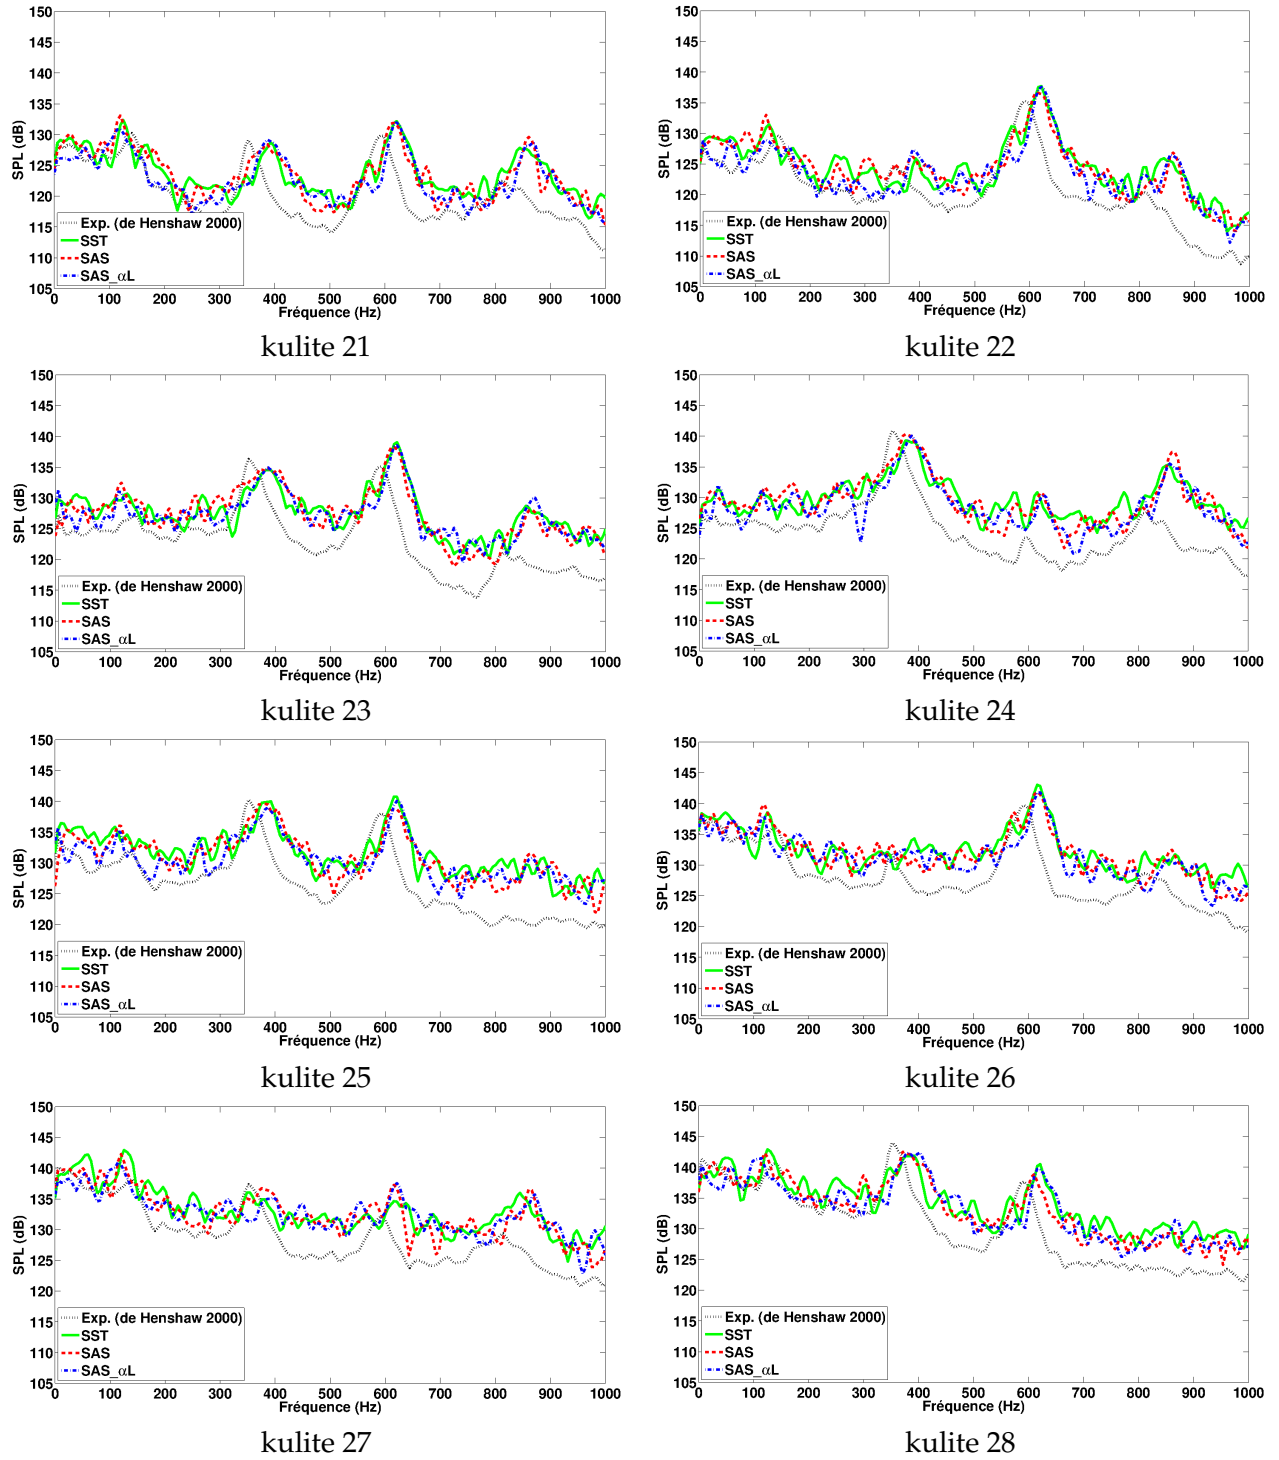 150
145
140
135
130
125
120
115
110
105
SPL (dB)
Exp. (de Henshaw 2000)
SST
SAS
SAS_αL
0 100 200 300 400 500 600 700 800 900 1000
Fréquence (Hz)
kulite 21
150
145
140
135
130
125
120
115
110
105
SPL (dB)
Exp. (de Henshaw 2000)
SST
SAS
SAS_αL
0 100 200 300 400 500 600 700 800 900 1000
Fréquence (Hz)
kulite 22
150
145
140
135
130
125
120
115
110
105
SPL (dB)
Exp. (de Henshaw 2000)
SST
SAS
SAS_αL
0 100 200 300 400 500 600 700 800 900 1000
Fréquence (Hz)
kulite 23
150
145
140
135
130
125
120
115
110
105
SPL (dB)
Exp. (de Henshaw 2000)
SST
SAS
SAS_αL
0 100 200 300 400 500 600 700 800 900 1000
Fréquence (Hz)
kulite 24
150
145
140
135
130
125
120
115
110
105
SPL (dB)
Exp. (de Henshaw 2000)
SST
SAS
SAS_αL
0 100 200 300 400 500 600 700 800 900 1000
Fréquence (Hz)
kulite 25
150
145
140
135
130
125
120
115
110
105
SPL (dB)
Exp. (de Henshaw 2000)
SST
SAS
SAS_αL
0 100 200 300 400 500 600 700 800 900 1000
Fréquence (Hz)
kulite 26
150
145
140
135
130
125
120
115
110
105
SPL (dB)
Exp. (de Henshaw 2000)
SST
SAS
SAS_αL
0 100 200 300 400 500 600 700 800 900 1000
Fréquence (Hz)
kulite 27
150
145
140
135
130
125
120
115
110
105
SPL (dB)
Exp. (de Henshaw 2000)
SST
SAS
SAS_αL
0 100 200 300 400 500 600 700 800 900 1000
Fréquence (Hz)
kulite 28